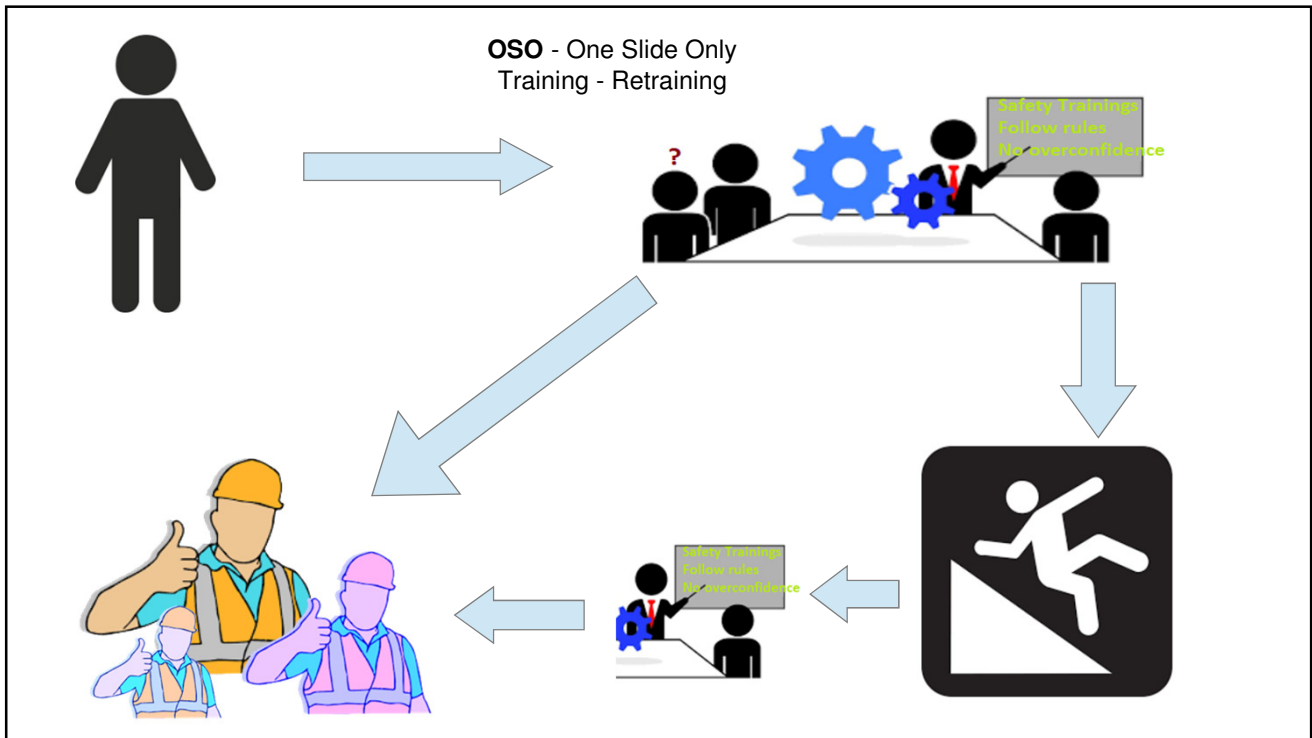 OSO - One Slide Only
Training - Retraining
Safety Trainings
Follow rules
No overconfidence
?
Safety Trainings
Follow rules
No overconfidence